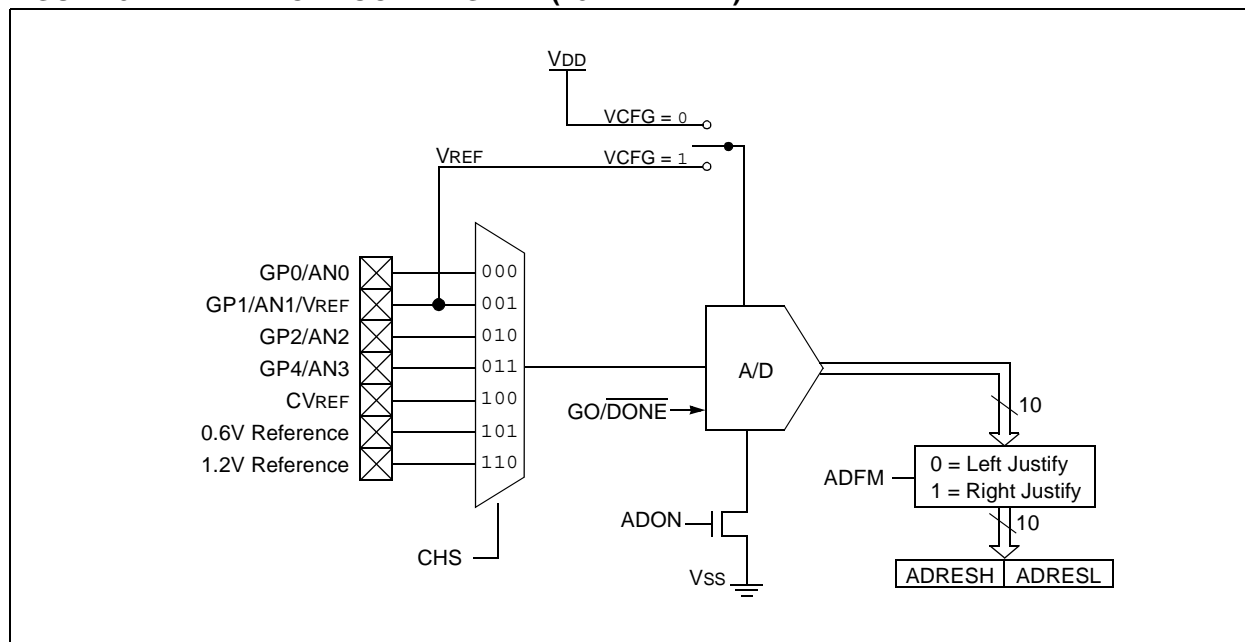 VDD
VCFG = 0
VREF
VCFG = 1
GP0/AN0
000
GP1/AN1/VREF
001
GP2/AN2
010
GP4/AN3
011
CVREF
100
0.6V Reference
101
1.2V Reference
110
CHS
A/D
GO/DONE
ADON
VSS
10
ADFM
0 = Left Justify
1 = Right Justify
10
ADRESH ADRESL